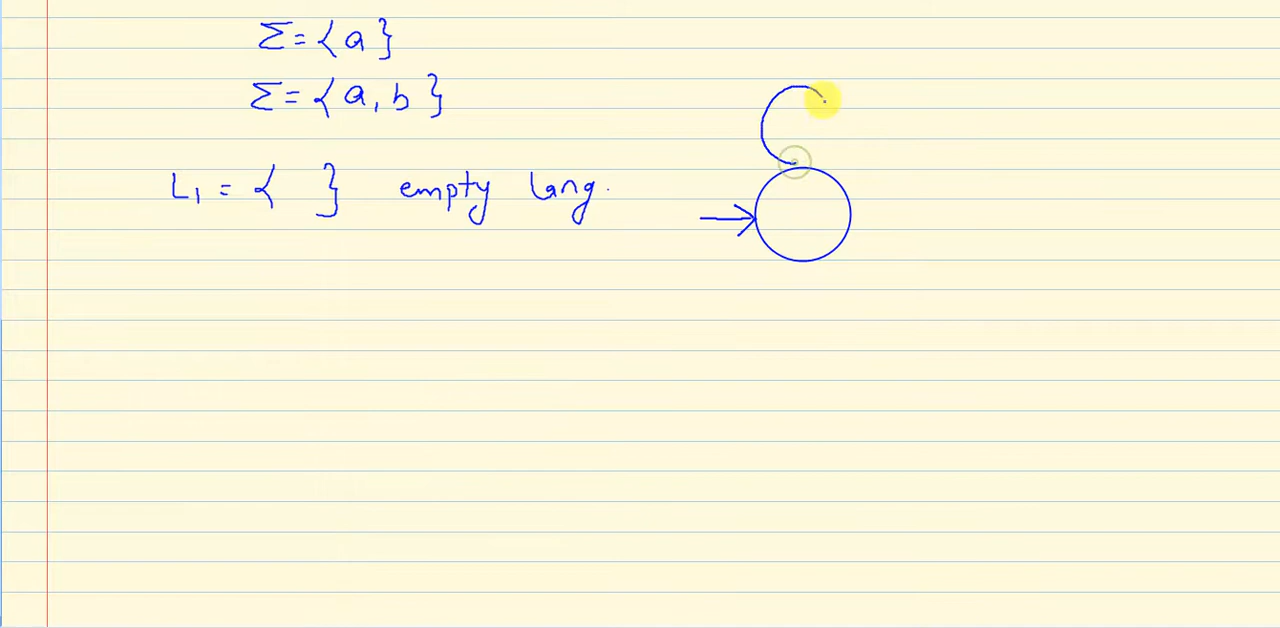 Σ = { a }
Σ = { a, b }
L₁ = { } empty lang.